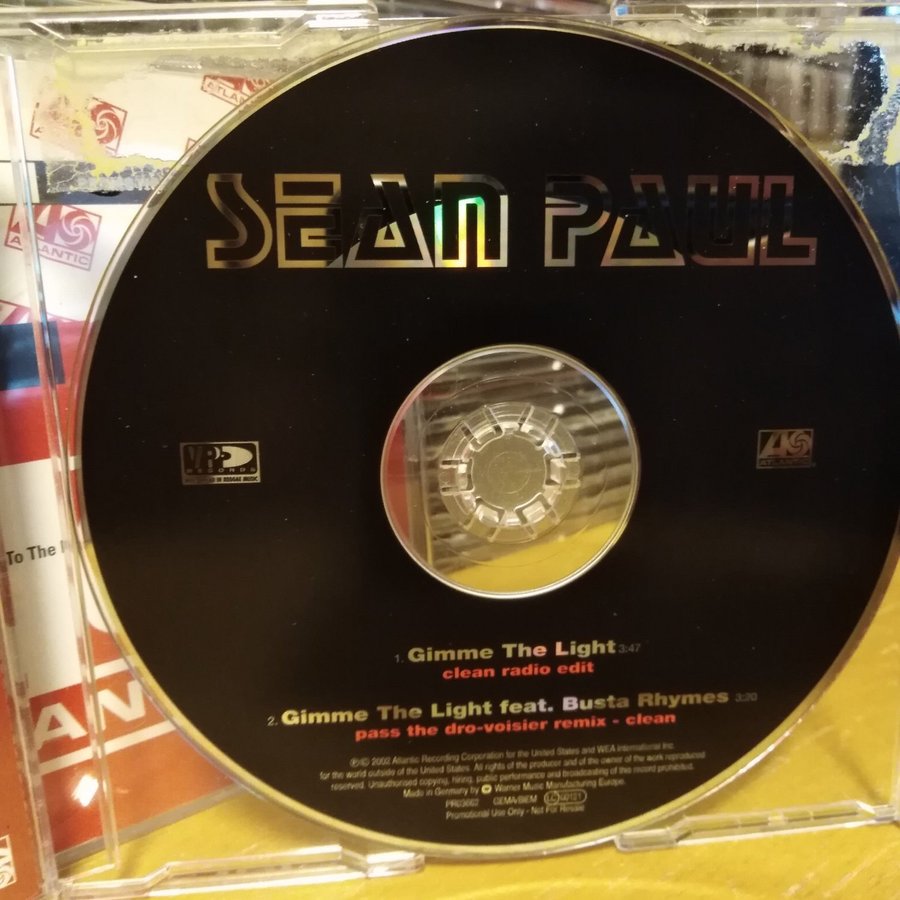 ATLANTIC
SEAN PAUL
ATLANTIC
VP
RECORDS
ATLANTIC
To The
1. Gimme The Light 3:47
clean radio edit
2. Gimme The Light feat. Busta Rhymes 3:20
pass the dro-voisier remix - clean
AN
℗© 2002 Atlantic Recording Corporation for the United States and WEA International Inc.
for the world outside of the United States. All rights of the producer and of the owner of the work reproduced
reserved. Unauthorised copying, hiring, public performance and broadcasting of this record prohibited.
Made in Germany by Warner Music Manufacturing Europe.
PR03662 GEMA/BIEM LC 00121
Promotional Use Only - Not For Resale